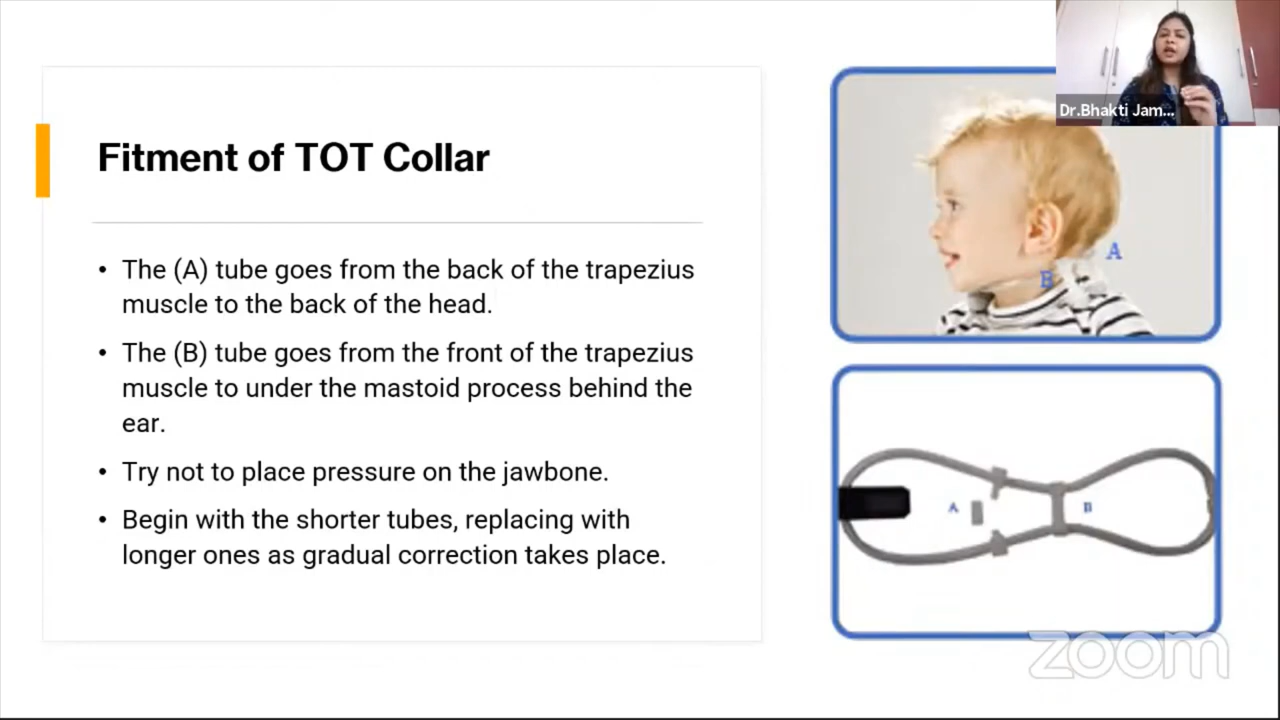 Dr.Bhakti Jam...
Fitment of TOT Collar
• The (A) tube goes from the back of the trapezius
muscle to the back of the head.
• The (B) tube goes from the front of the trapezius
muscle to under the mastoid process behind the
ear.
• Try not to place pressure on the jawbone.
• Begin with the shorter tubes, replacing with
longer ones as gradual correction takes place.
A
B
A
B
zoom